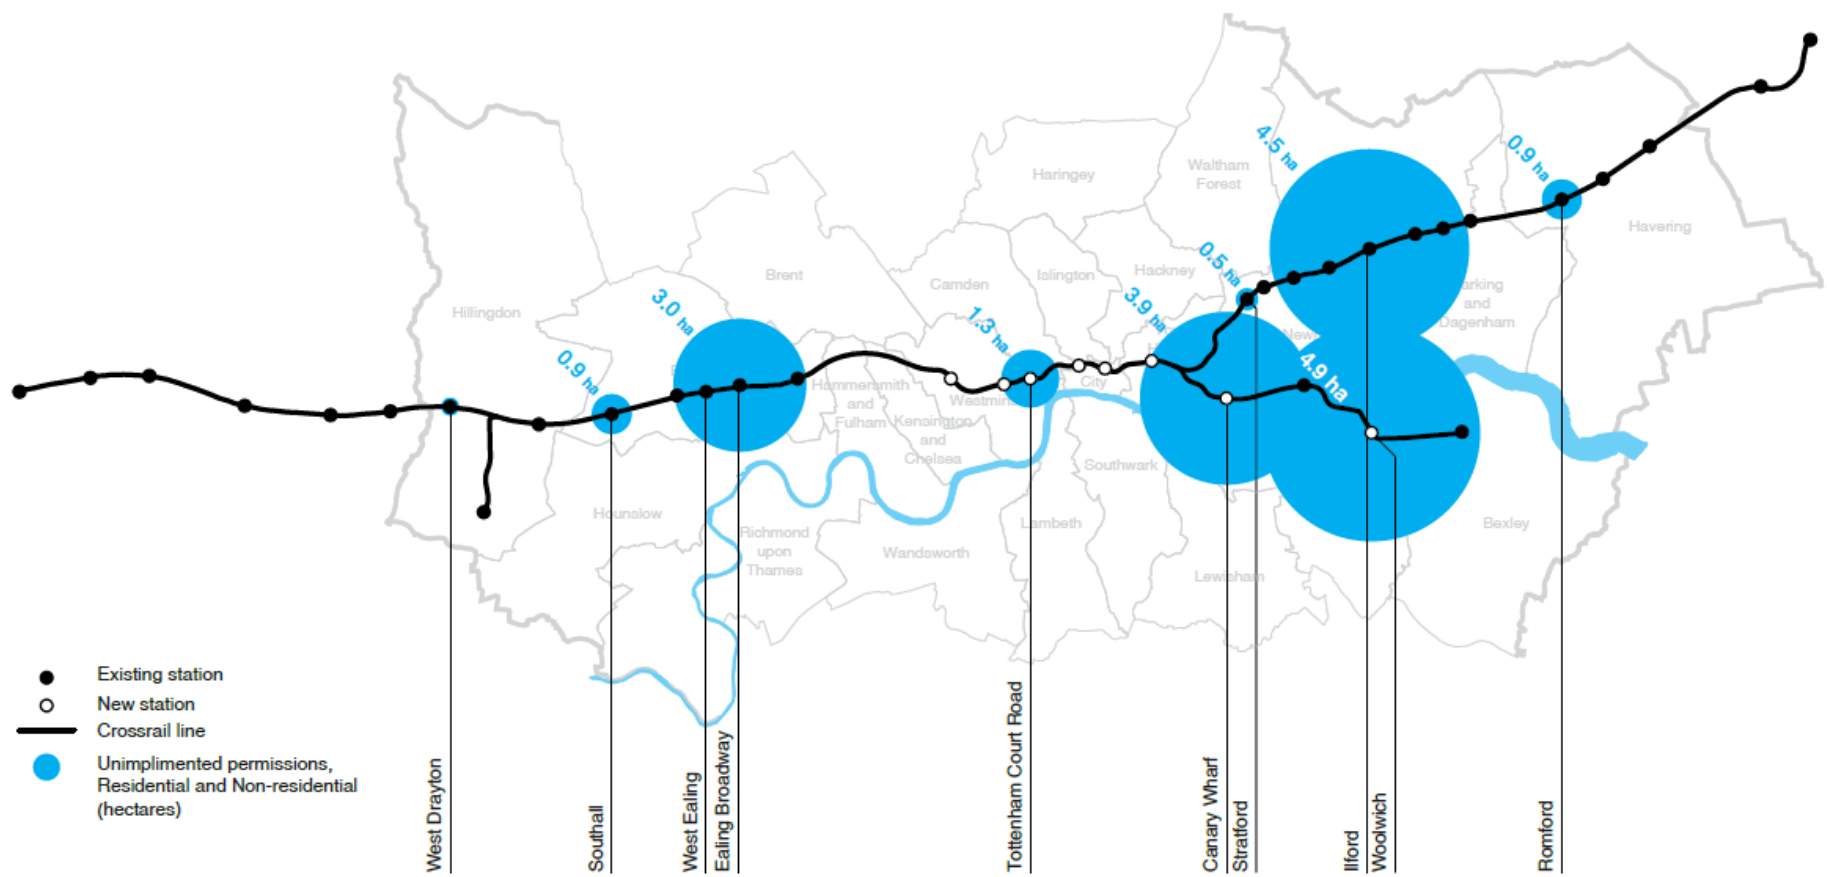 4.5 ha
0.9 ha
Waltham
Forest
Haringey
Havering
0.5 ha
Hackney
Islington
Brent
Camden
3.0 ha
3.9 ha
arking
and
Dagenham
Hillingdon
1.3 ha
New
0.9 ha
4.9 ha
Hammersmith
and
Fulham
Westmins
City
Kensington
and
Chelsea
Southwark
Hounslow
Richmond
upon
Thames
Wandsworth
Lambeth
Bexley
Lewisham
Existing station
New station
Crossrail line
Unimplimented permissions,
Residential and Non-residential
(hectares)
West Drayton
Southall
West Ealing
Ealing Broadway
Tottenham Court Road
Canary Wharf
Stratford
Ilford
Woolwich
Romford